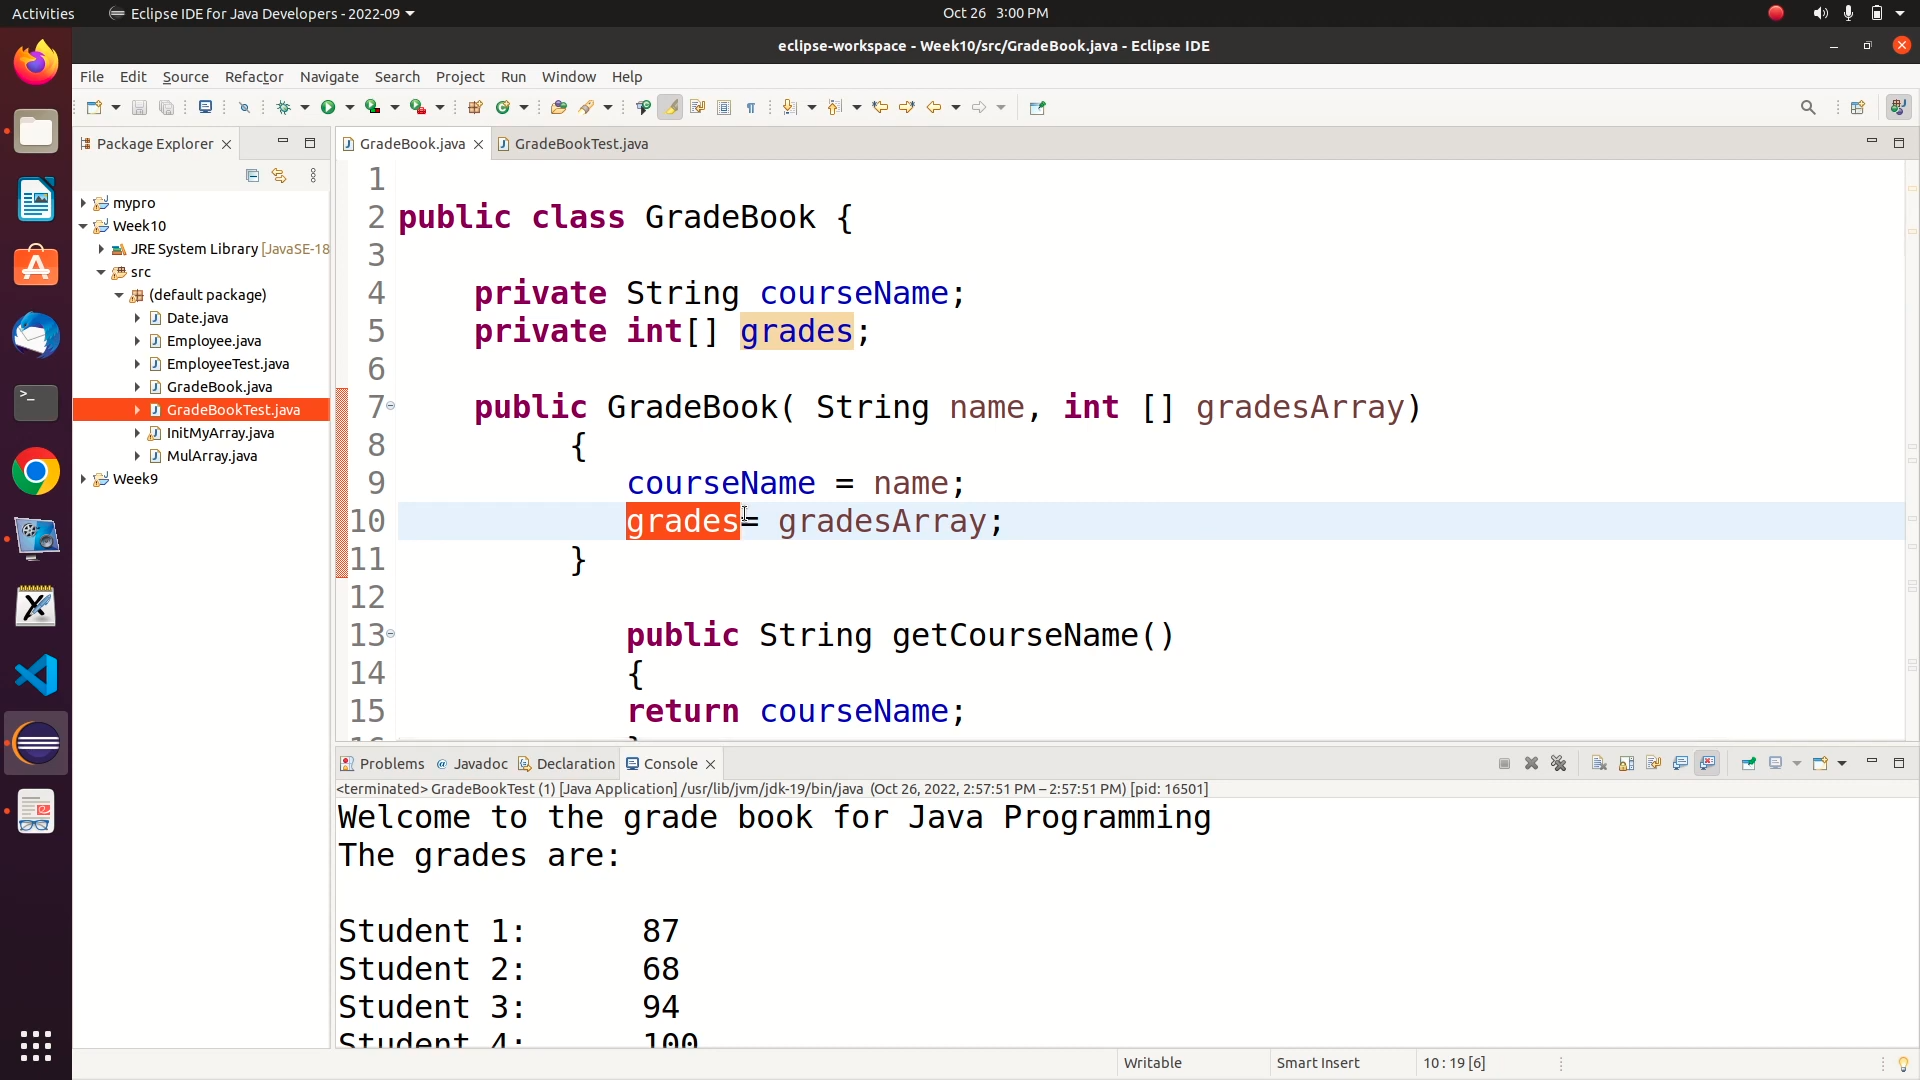 Activities Eclipse IDE for Java Developers - 2022-09 Oct 26 3:00 PM
eclipse-workspace - Week10/src/GradeBook.java - Eclipse IDE
File Edit Source Refactor Navigate Search Project Run Window Help
Package Explorer GradeBook.java GradeBookTest.java
mypro
Week10
JRE System Library [JavaSE-18
src
(default package)
Date.java
Employee.java
EmployeeTest.java
GradeBook.java
GradeBookTest.java
InitMyArray.java
MulArray.java
Week9
1
2 public class GradeBook {
3
4 private String courseName;
5 private int[] grades;
6
7 public GradeBook( String name, int [] gradesArray)
8 {
9 courseName = name;
10 grades= gradesArray;
11 }
12
13 public String getCourseName()
14 {
15 return courseName;
16 }
Problems Javadoc Declaration Console
<terminated> GradeBookTest (1) [Java Application] /usr/lib/jvm/jdk-19/bin/java (Oct 26, 2022, 2:57:51 PM – 2:57:51 PM) [pid: 16501]
Welcome to the grade book for Java Programming
The grades are:
Student 1: 87
Student 2: 68
Student 3: 94
Student 4: 100
Writable Smart Insert 10 : 19 [6]